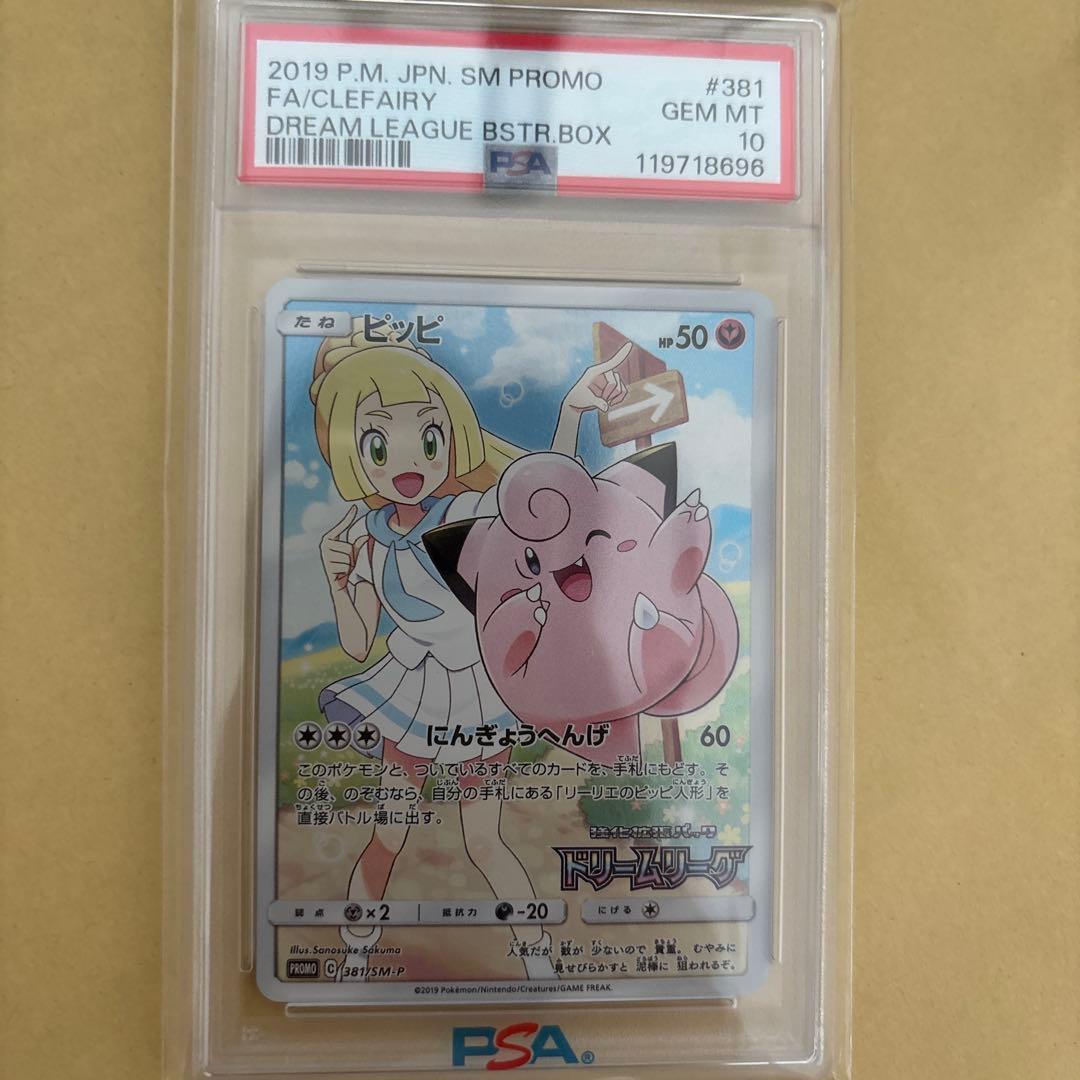 2019 P.M. JPN. SM PROMO #381
FA/CLEFAIRY GEM MT
DREAM LEAGUE BSTR.BOX 10
PSA 119718696
たね ピッピ HP50
にんぎょうへんげ 60
このポケモンと、ついているすべてのカードを、手札にもどす。そ
の後、のぞむなら、自分の手札にある「リーリエのピッピ人形」を
直接バトル場に出す。
強化拡張パック
ドリームリーグ
弱点 ×2 抵抗力 -20 にげる
Illus. Sanosuke Sakuma
人気だが 数が 少ないので 貴重。 むやみに
見せびらかすと 泥棒に 狙われるぞ。
PROMO C 381/SM-P
©2019 Pokémon/Nintendo/Creatures/GAME FREAK.
PSA®